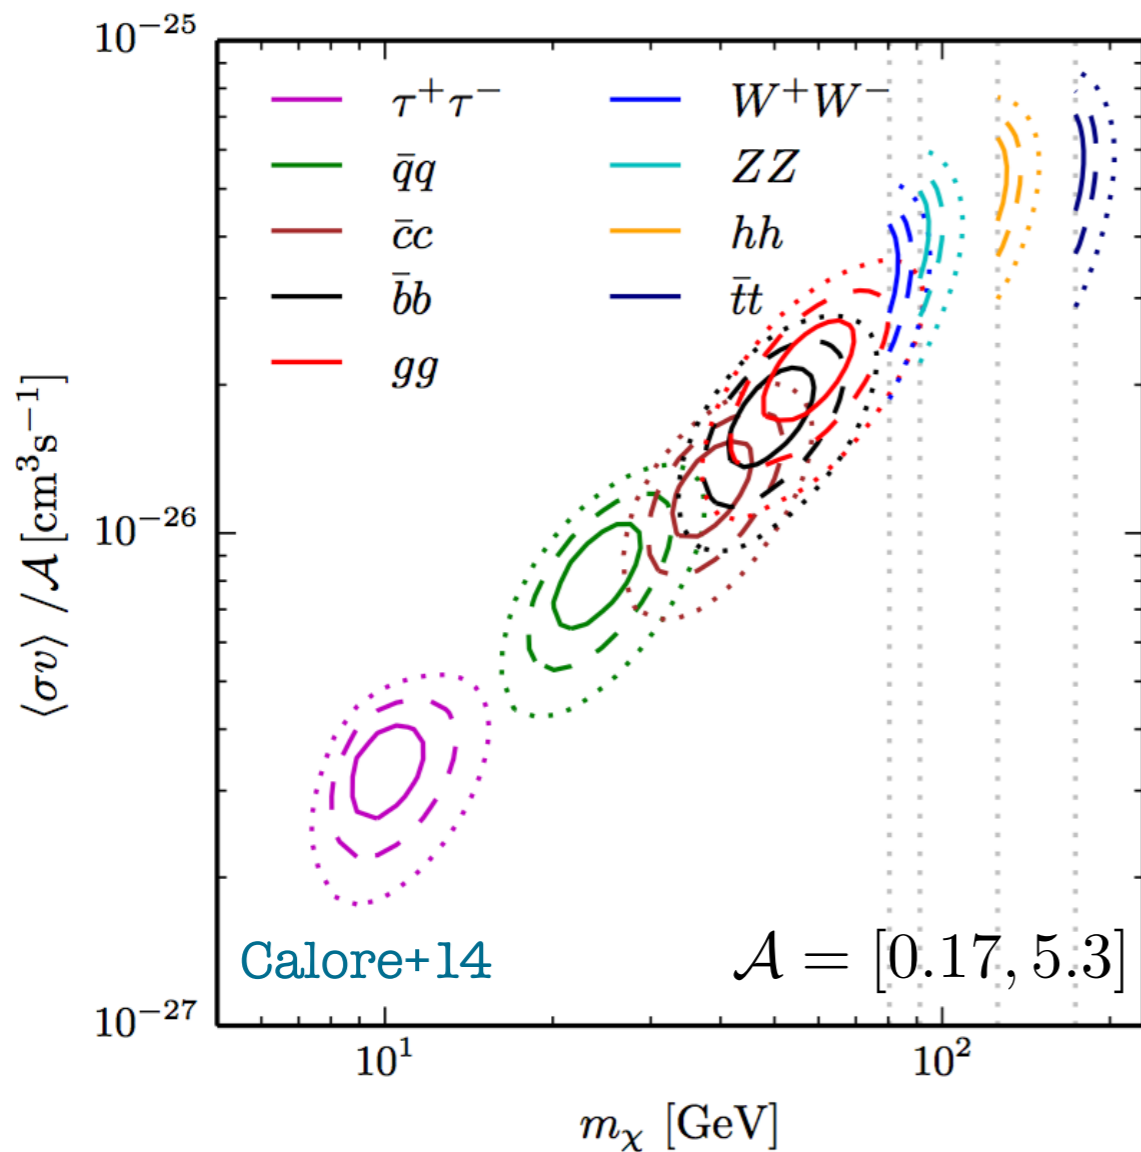 10⁻²⁵
τ⁺τ⁻
q̄q
c̄c
b̄b
gg
W⁺W⁻
ZZ
hh
t̄t
⟨σv⟩ /𝒜 [cm³s⁻¹]
10⁻²⁶
Calore+14
𝒜 = [0.17, 5.3]
10⁻²⁷
10¹
10²
mχ [GeV]